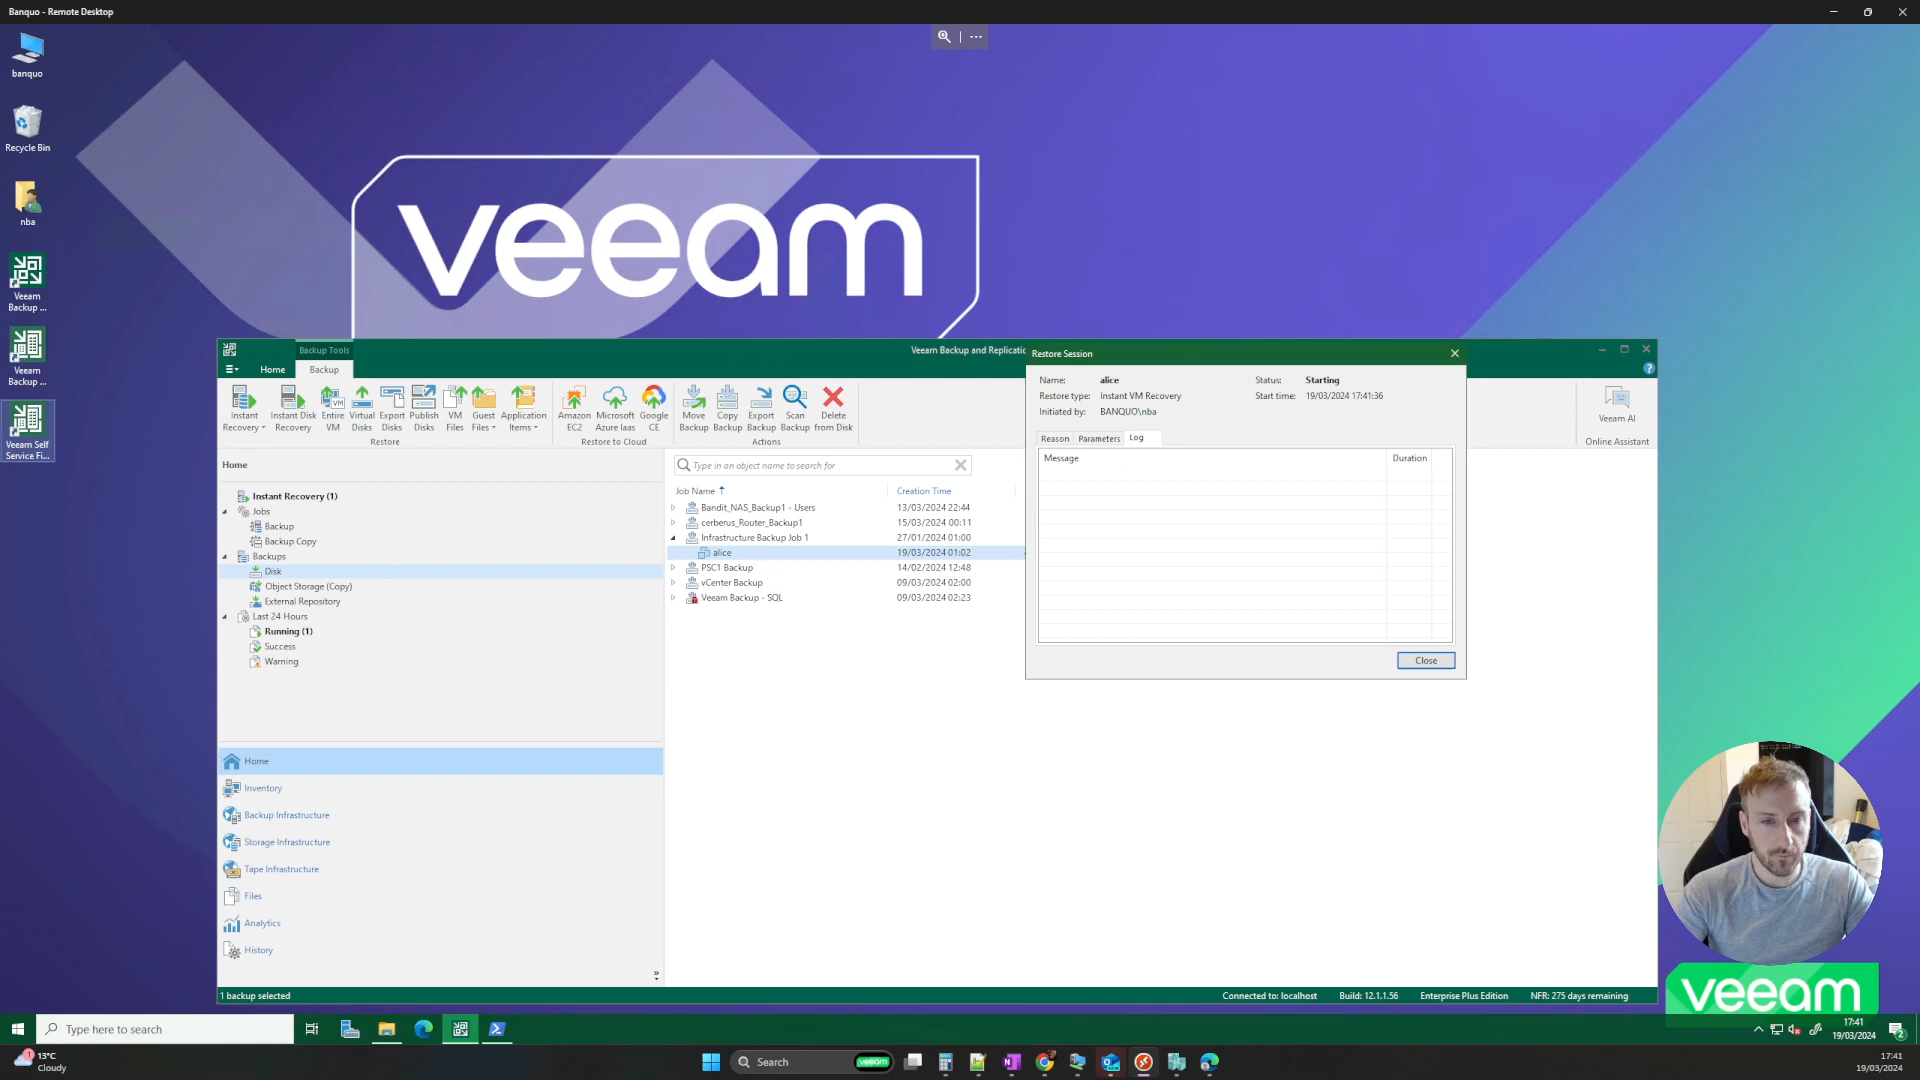 Banquo - Remote Desktop
banquo
Recycle Bin
nba
Veeam
Backup ...
Veeam
Backup ...
Veeam Self
Service Fi...
veeam
Backup Tools
Veeam Backup and Replicatio
Home
Backup
Instant
Recovery
Instant Disk
Recovery
Entire
VM
Virtual
Disks
Export
Disks
Publish
Disks
VM
Files
Guest
Files
Application
Items
Restore
Amazon
EC2
Microsoft
Azure Iaas
Google
CE
Restore to Cloud
Move
Backup
Copy
Backup
Export
Backup
Scan
Backup
Delete
from Disk
Actions
Veeam AI
Online Assistant
Home
Instant Recovery (1)
Jobs
Backup
Backup Copy
Backups
Disk
Object Storage (Copy)
External Repository
Last 24 Hours
Running (1)
Success
Warning
Home
Inventory
Backup Infrastructure
Storage Infrastructure
Tape Infrastructure
Files
Analytics
History
Type in an object name to search for
Job Name Creation Time
Bandit_NAS_Backup1 - Users 13/03/2024 22:44
cerberus_Router_Backup1 15/03/2024 00:11
Infrastructure Backup Job 1 27/01/2024 01:00
alice 19/03/2024 01:02
PSC1 Backup 14/02/2024 12:48
vCenter Backup 09/03/2024 02:00
Veeam Backup - SQL 09/03/2024 02:23
Restore Session
Name: alice Status: Starting
Restore type: Instant VM Recovery Start time: 19/03/2024 17:41:36
Initiated by: BANQUO\nba
Reason Parameters Log
Message Duration
Close
1 backup selected
Connected to: localhost Build: 12.1.1.56 Enterprise Plus Edition NFR: 275 days remaining
veeam
Type here to search
17:41
19/03/2024
2
1
13°C
Cloudy
Search
veeam
17:41
19/03/2024